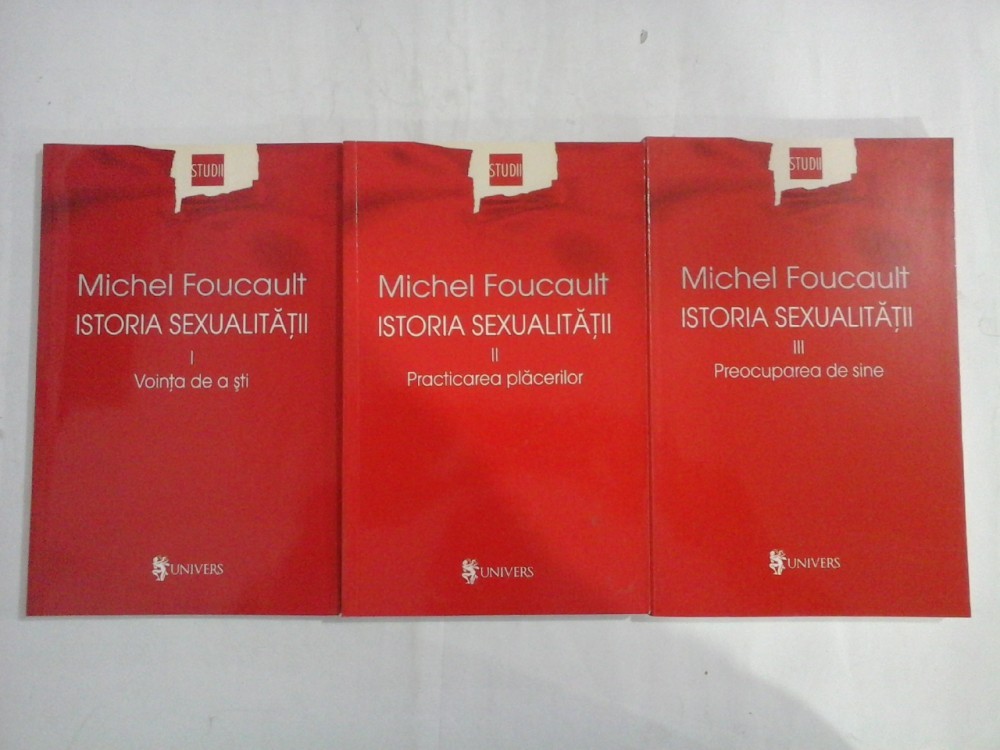 STUDII
Michel Foucault
ISTORIA SEXUALITĂȚII
I
Voința de a ști
UNIVERS
STUDII
Michel Foucault
ISTORIA SEXUALITĂȚII
II
Practicarea plăcerilor
UNIVERS
STUDII
Michel Foucault
ISTORIA SEXUALITĂȚII
III
Preocuparea de sine
UNIVERS